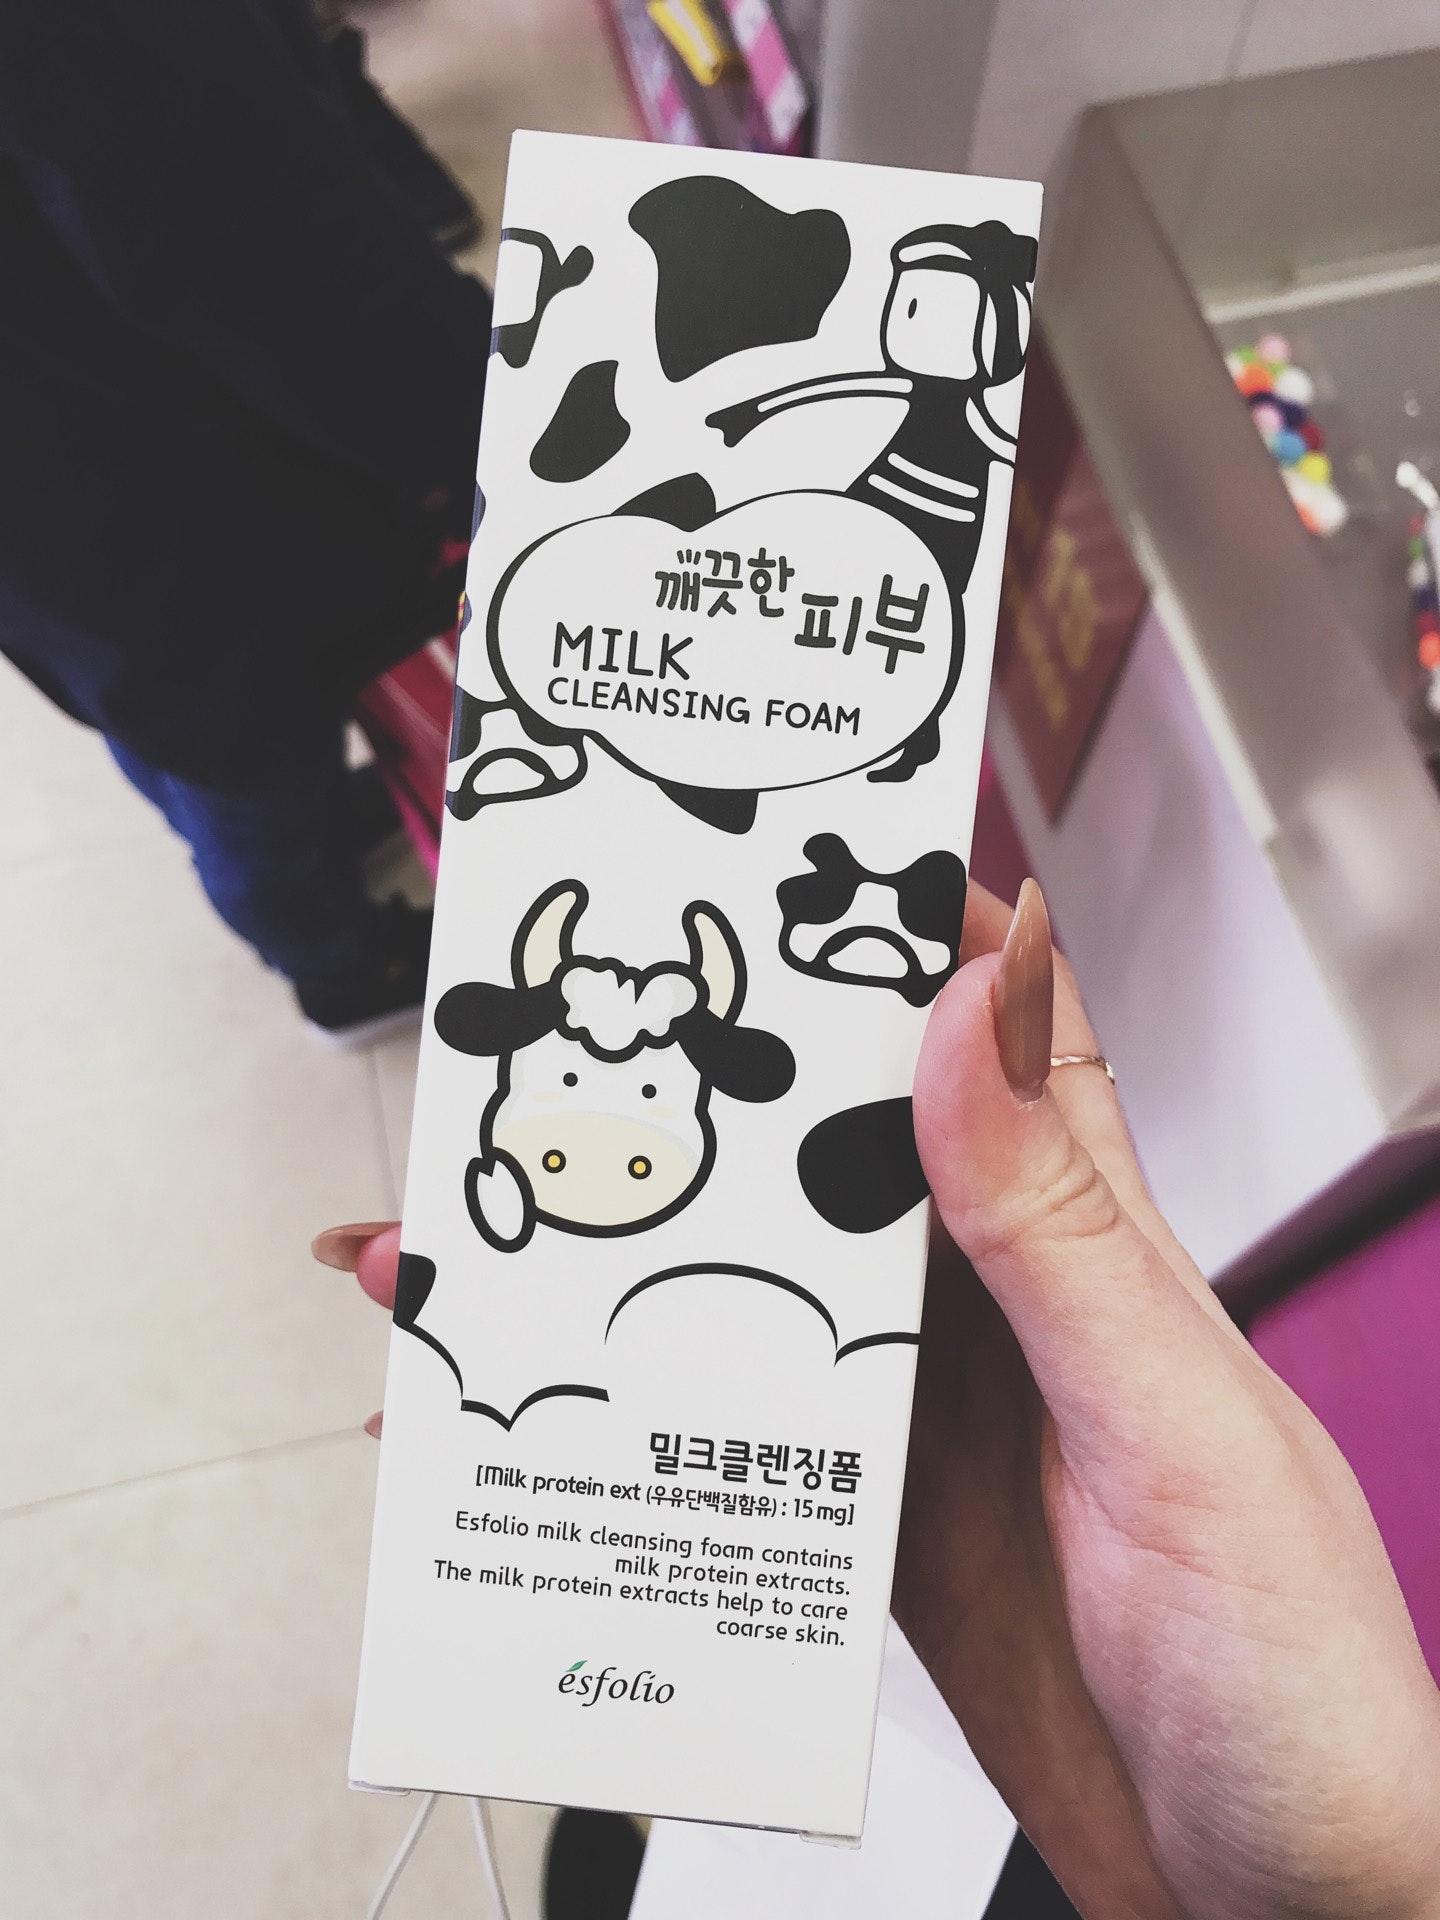 깨끗한 피부
MILK
CLEANSING FOAM
밀크클렌징폼
[Milk protein ext (우유단백질함유) : 15mg]
Esfolio milk cleansing foam contains
milk protein extracts.
The milk protein extracts help to care
coarse skin.
esfolio